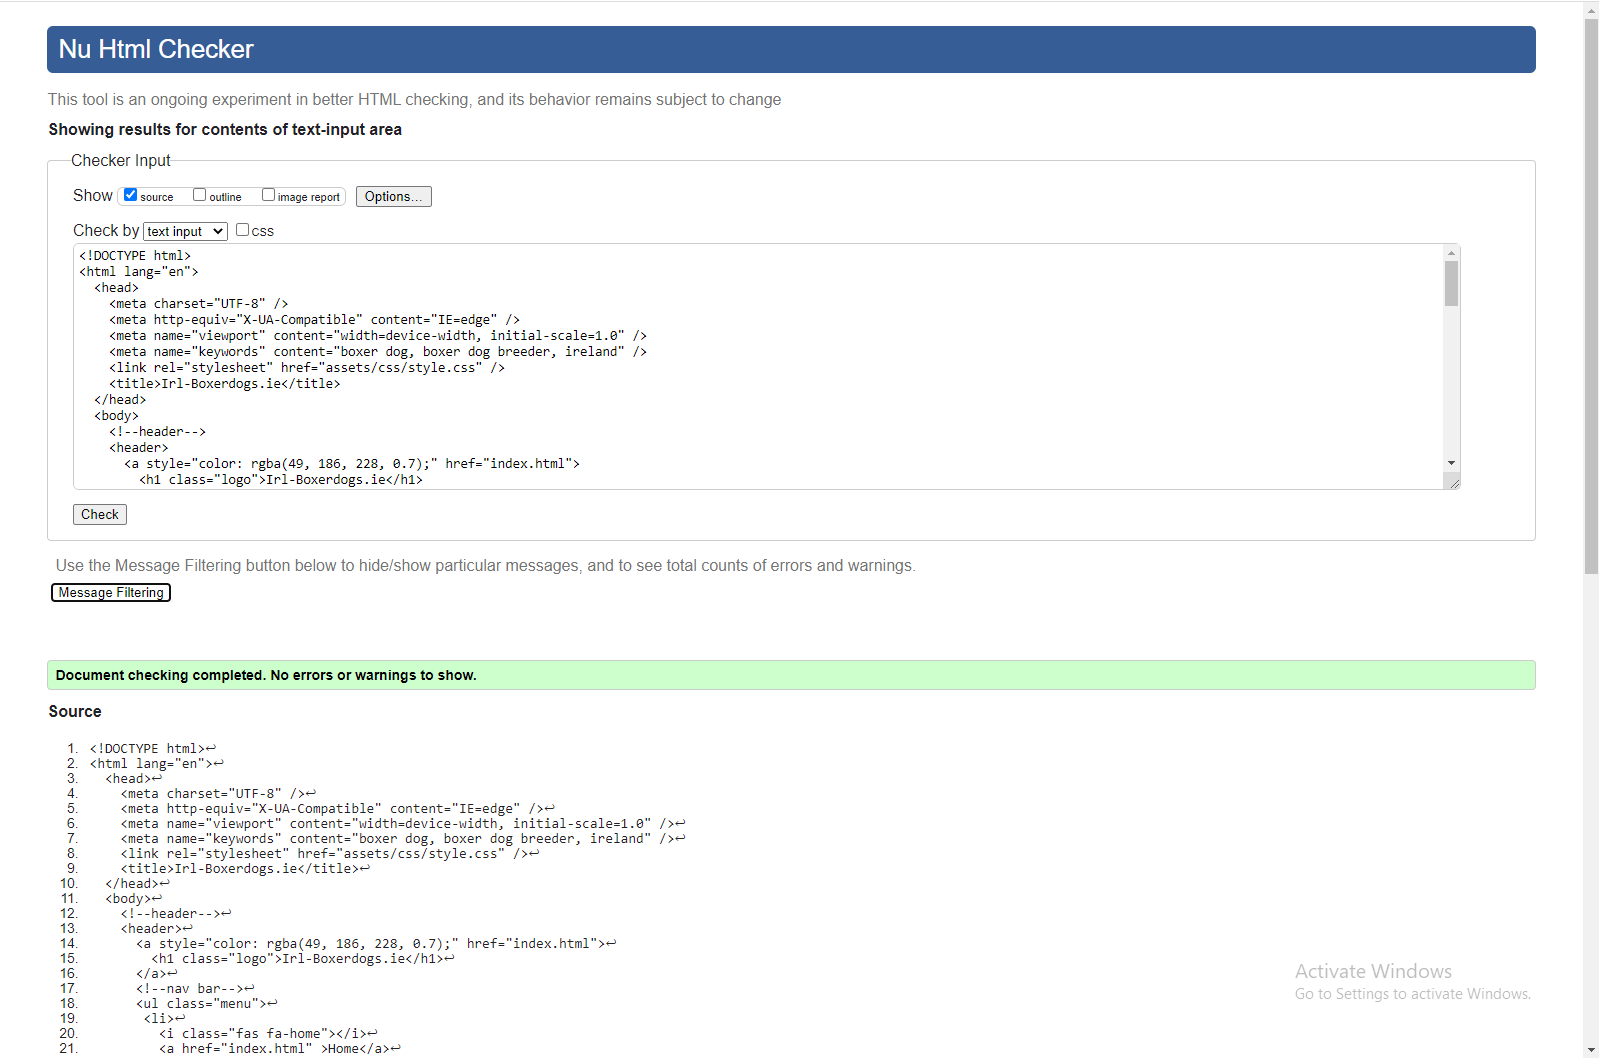 Nu Html Checker
This tool is an ongoing experiment in better HTML checking, and its behavior remains subject to change
Showing results for contents of text-input area
Checker Input
Show source outline image report Options...
Check by text input css
<!DOCTYPE html>
<html lang="en">
<head>
<meta charset="UTF-8" />
<meta http-equiv="X-UA-Compatible" content="IE=edge" />
<meta name="viewport" content="width=device-width, initial-scale=1.0" />
<meta name="keywords" content="boxer dog, boxer dog breeder, ireland" />
<link rel="stylesheet" href="assets/css/style.css" />
<title>Irl-Boxerdogs.ie</title>
</head>
<body>
<!--header-->
<header>
<a style="color: rgba(49, 186, 228, 0.7);" href="index.html">
<h1 class="logo">Irl-Boxerdogs.ie</h1>
Check
Use the Message Filtering button below to hide/show particular messages, and to see total counts of errors and warnings.
Message Filtering
Document checking completed. No errors or warnings to show.
Source
1. <!DOCTYPE html>↩
2. <html lang="en">↩
3. <head>↩
4. <meta charset="UTF-8" />↩
5. <meta http-equiv="X-UA-Compatible" content="IE=edge" />↩
6. <meta name="viewport" content="width=device-width, initial-scale=1.0" />↩
7. <meta name="keywords" content="boxer dog, boxer dog breeder, ireland" />↩
8. <link rel="stylesheet" href="assets/css/style.css" />↩
9. <title>Irl-Boxerdogs.ie</title>↩
10. </head>↩
11. <body>↩
12. <!--header-->↩
13. <header>↩
14. <a style="color: rgba(49, 186, 228, 0.7);" href="index.html">↩
15. <h1 class="logo">Irl-Boxerdogs.ie</h1>↩
16. </a>↩
17. <!--nav bar-->↩
18. <ul class="menu">↩
19. <li>↩
20. <i class="fas fa-home"></i>↩
21. <a href="index.html" >Home</a>↩
Activate Windows
Go to Settings to activate Windows.